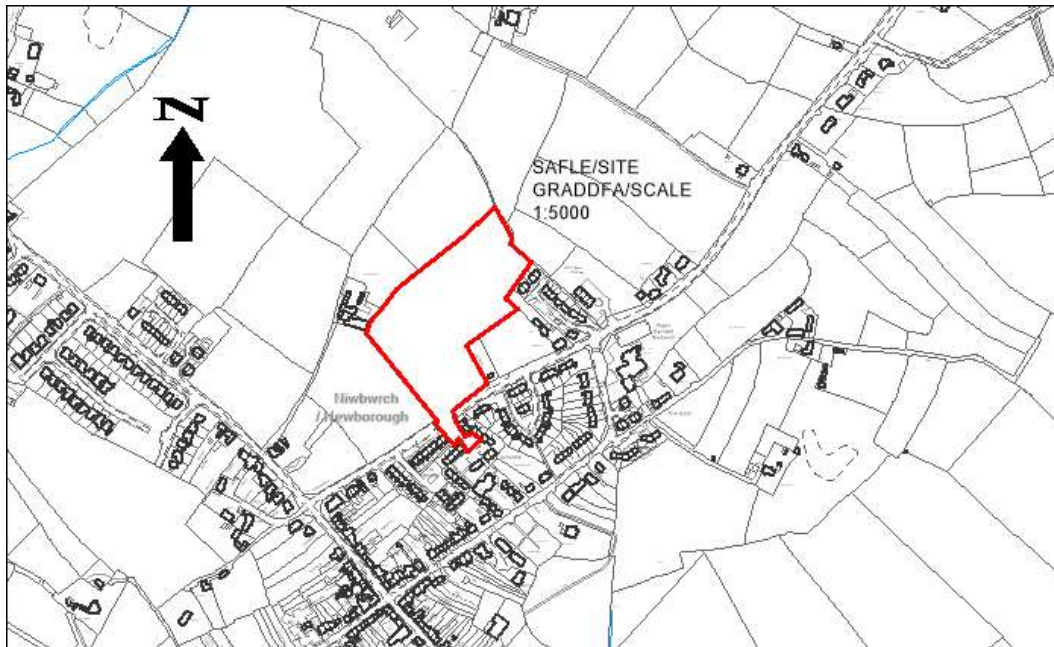 N
SAFLE/SITE
GRADDFA/SCALE
1:5000
Niwbwrch
/ Newborough